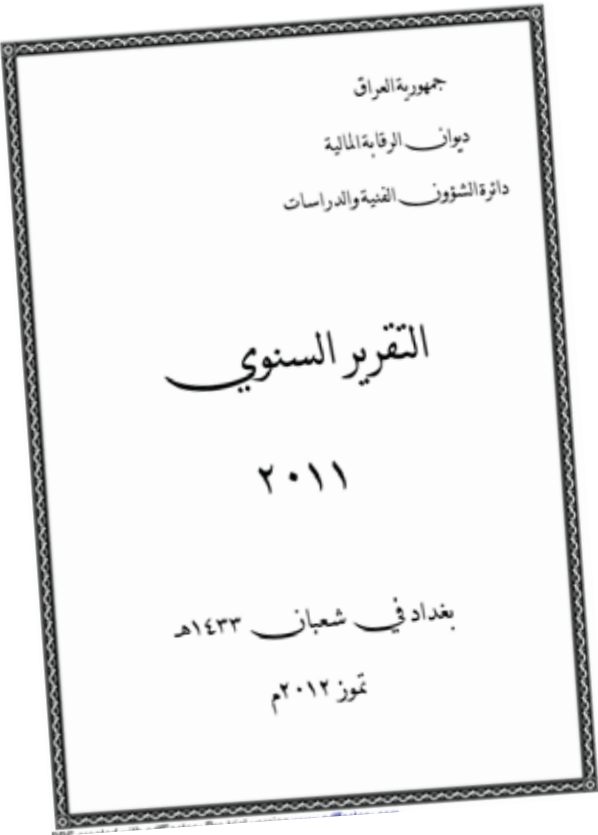 جمهورية العراق
ديوان الرقابة المالية
دائرة الشؤون الفنية والدراسات
التقرير السنوي
٢٠١١
بغداد في شعبان ١٤٣٣هـ
تموز ٢٠١٢م